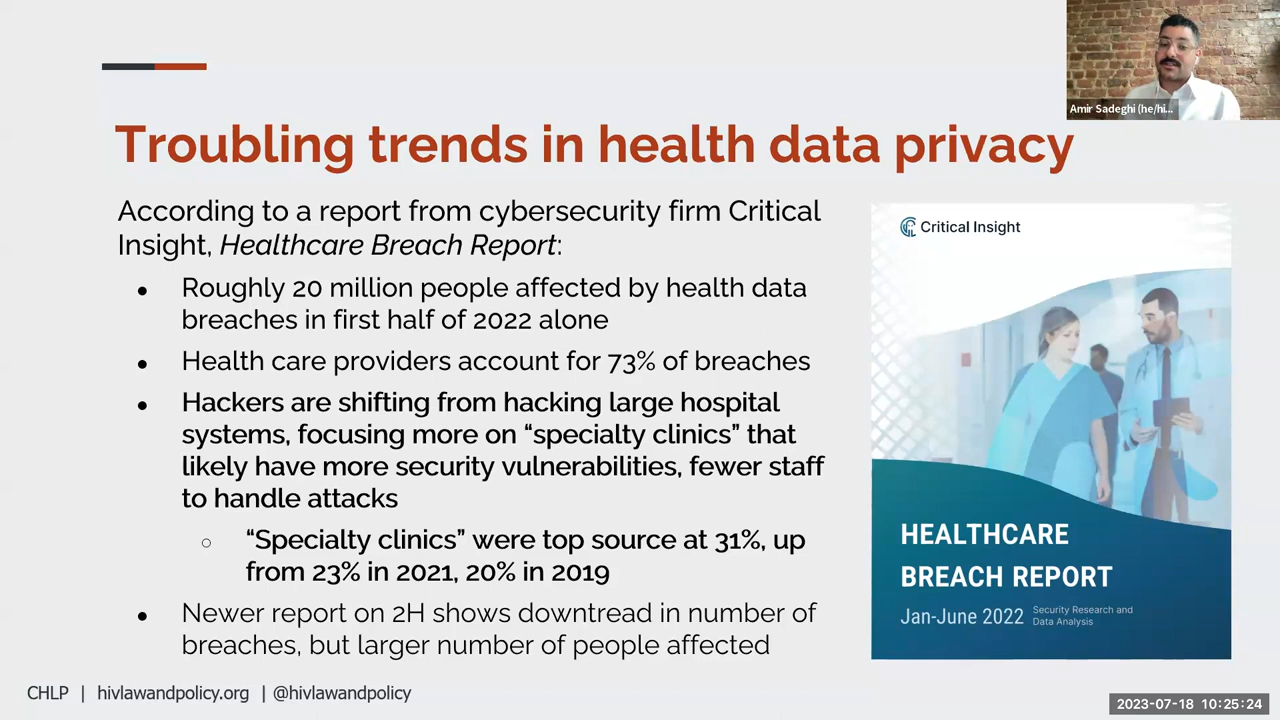 Amir Sadeghi (he/hi...
Troubling trends in health data privacy
According to a report from cybersecurity firm Critical
Insight, Healthcare Breach Report:
● Roughly 20 million people affected by health data
breaches in first half of 2022 alone
● Health care providers account for 73% of breaches
● Hackers are shifting from hacking large hospital
systems, focusing more on “specialty clinics” that
likely have more security vulnerabilities, fewer staff
to handle attacks
○ “Specialty clinics” were top source at 31%, up
from 23% in 2021, 20% in 2019
● Newer report on 2H shows downtread in number of
breaches, but larger number of people affected
Critical Insight
HEALTHCARE
BREACH REPORT
Jan-June 2022
Security Research and
Data Analysis
CHLP | hivlawandpolicy.org | @hivlawandpolicy
2023-07-18 10:25:24